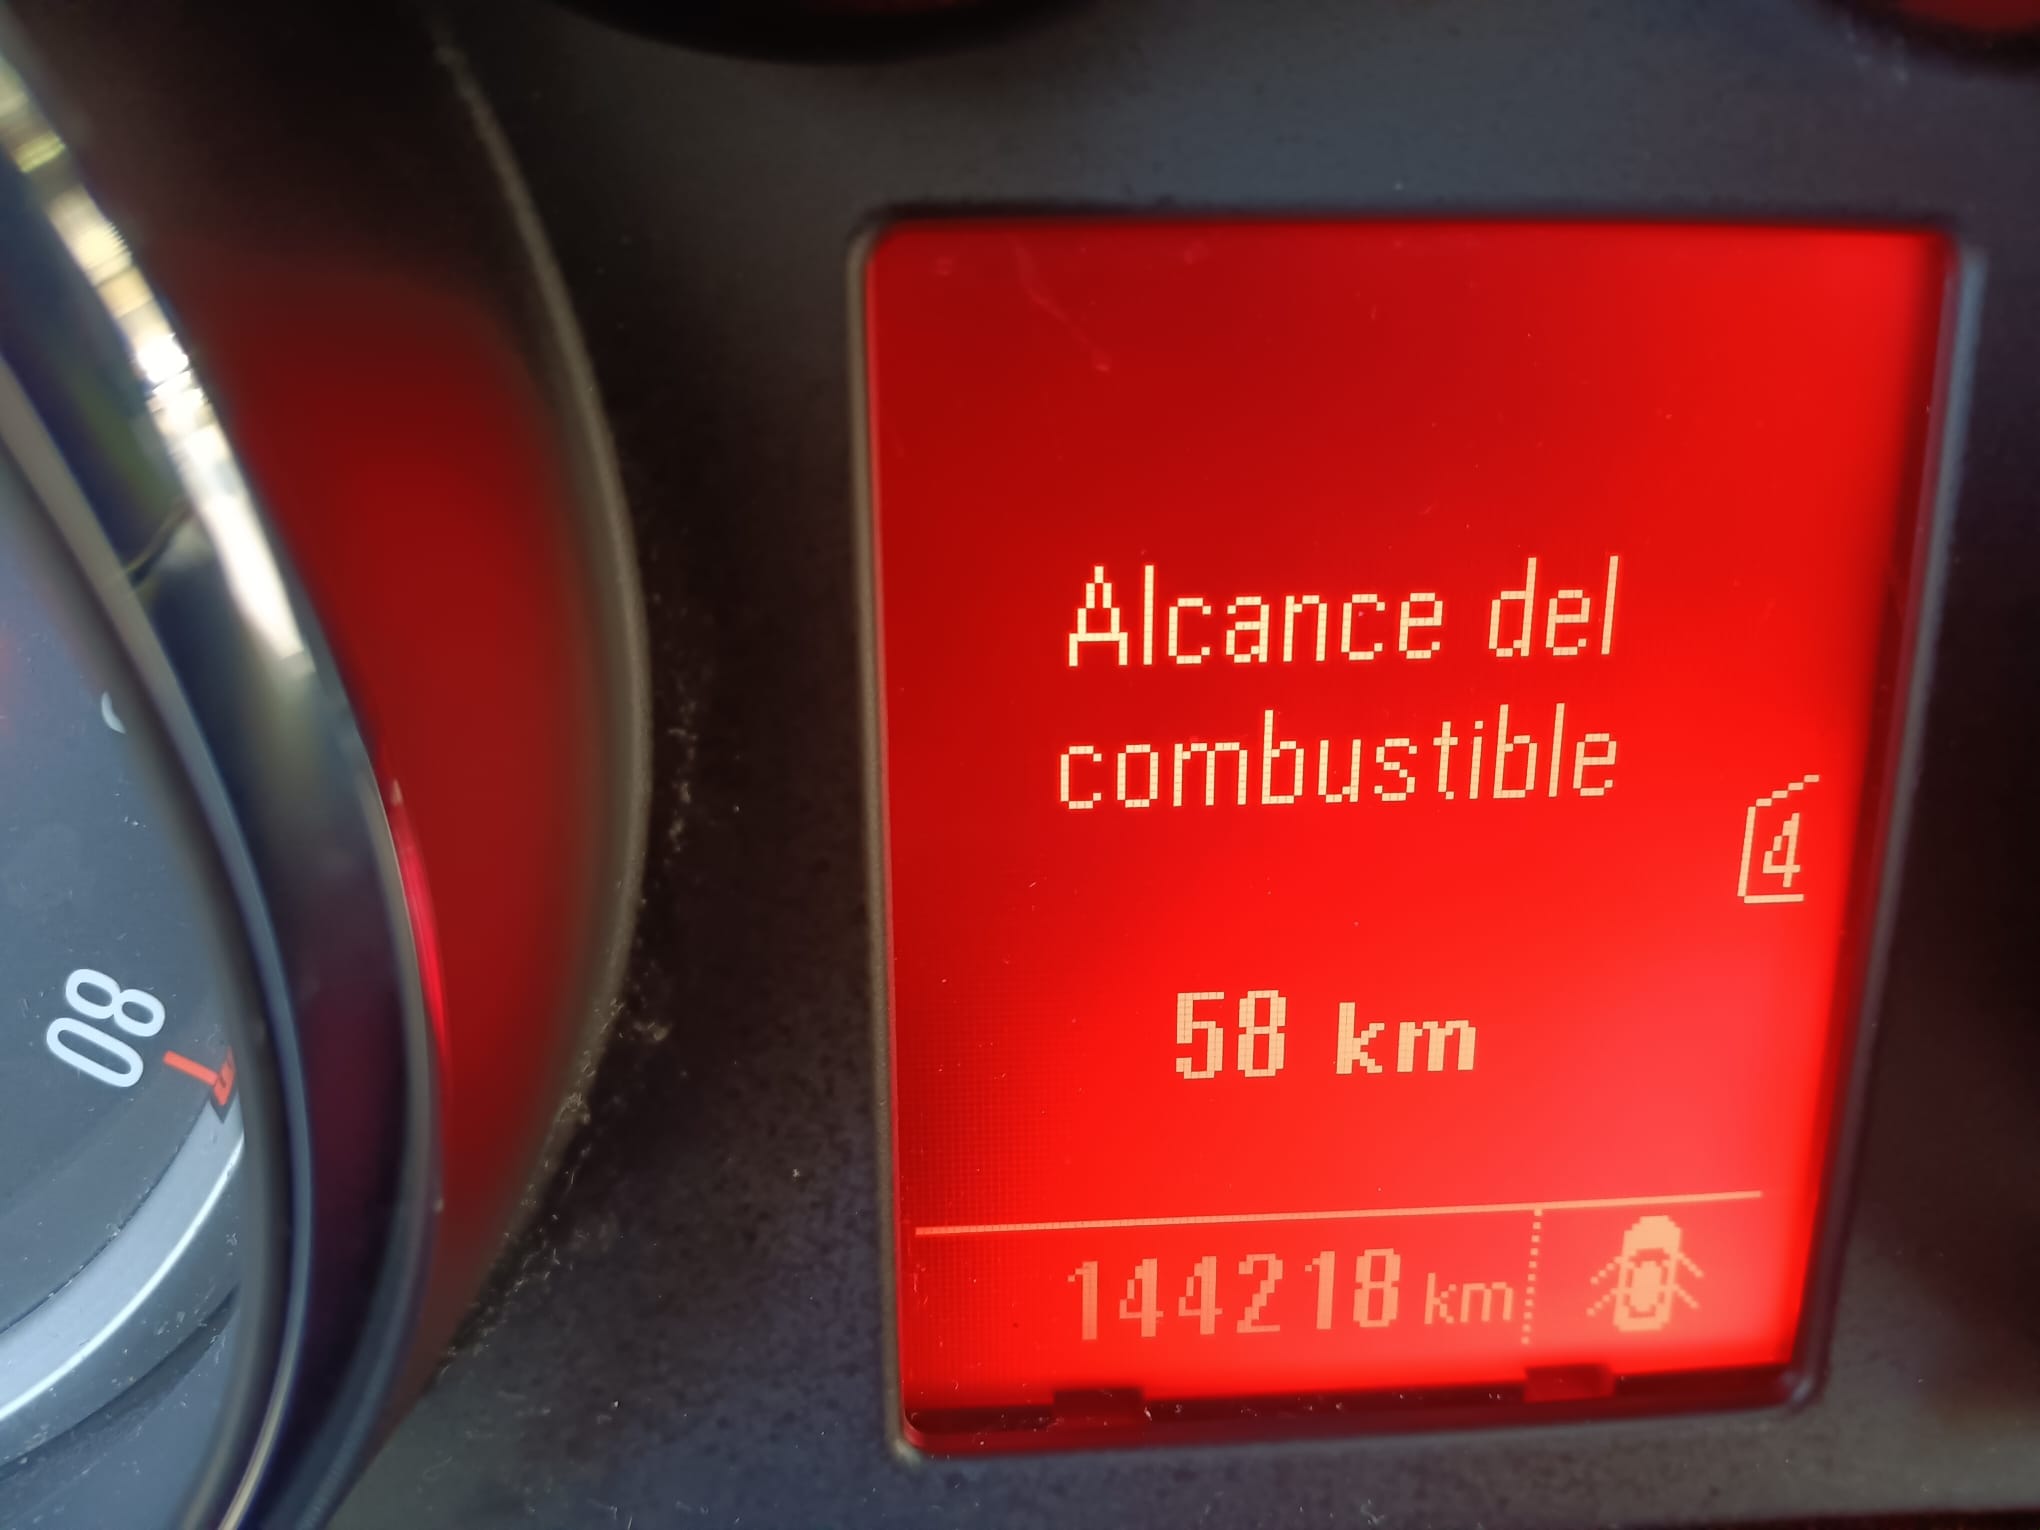 Alcance del
combustible
4
58 km
144218 km
80